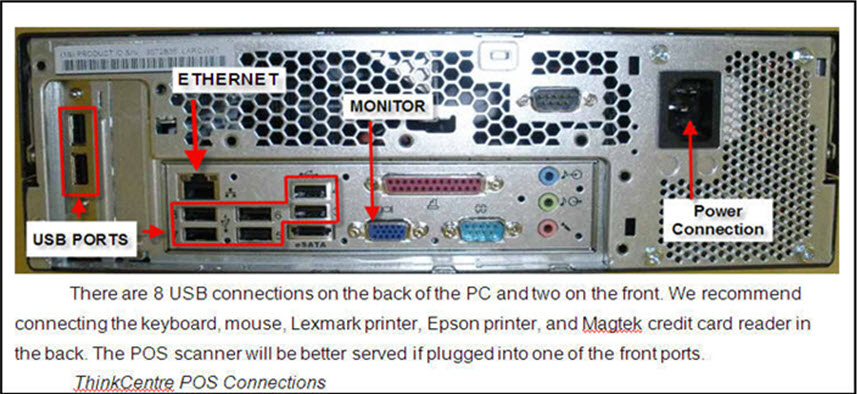 ETHERNET
MONITOR
USB PORTS
eSATA
Power
Connection
There are 8 USB connections on the back of the PC and two on the front. We recommend
connecting the keyboard, mouse, Lexmark printer, Epson printer, and Magtek credit card reader in
the back. The POS scanner will be better served if plugged into one of the front ports.
ThinkCentre POS Connections